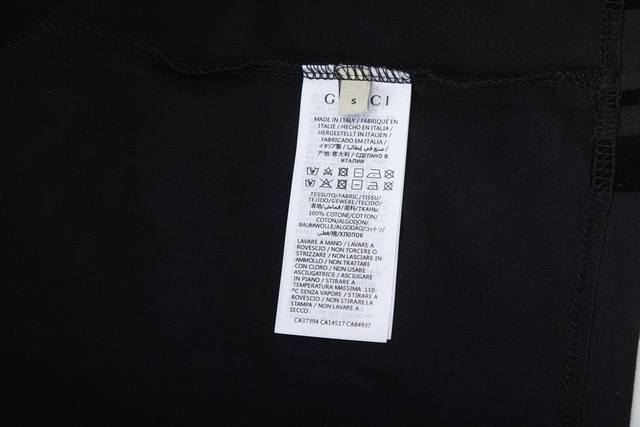 G CI
S
MADE IN ITALY / FABRIQUÉ EN
ITALIE / HECHO EN ITALIA /
HERGESTELLT IN ITALIEN /
FABRICADO EM ITALIA /
イタリア製 / صنع في إيطاليا /
产地: 意大利 / СДЕЛАНО В
ИТАЛИИ
TESSUTO/FABRIC/TISSU/
TEJIDO/GEWEBE/TECIDO/
表地/قماش/面料/ТКАНЬ:
100% COTONE/COTTON/
COTON/ALGODON/
BAUMWOLLE/ALGODÃO/コットン/
棉/قطن/ХЛОПОК
LAVARE A MANO / LAVARE A
ROVESCIO / NON TORCERE O
STRIZZARE / NON LASCIARE IN
AMMOLLO / NON TRATTARE
CON CLORO / NON USARE
ASCIUGATRICE / ASCIUGARE
IN PIANO / STIRARE A
TEMPERATURA MASSIMA 110
°C SENZA VAPORE / STIRARE A
ROVESCIO / NON STIRARE LA
STAMPA / NON LAVARE A
SECCO
CA37394 CA14517 CA84937